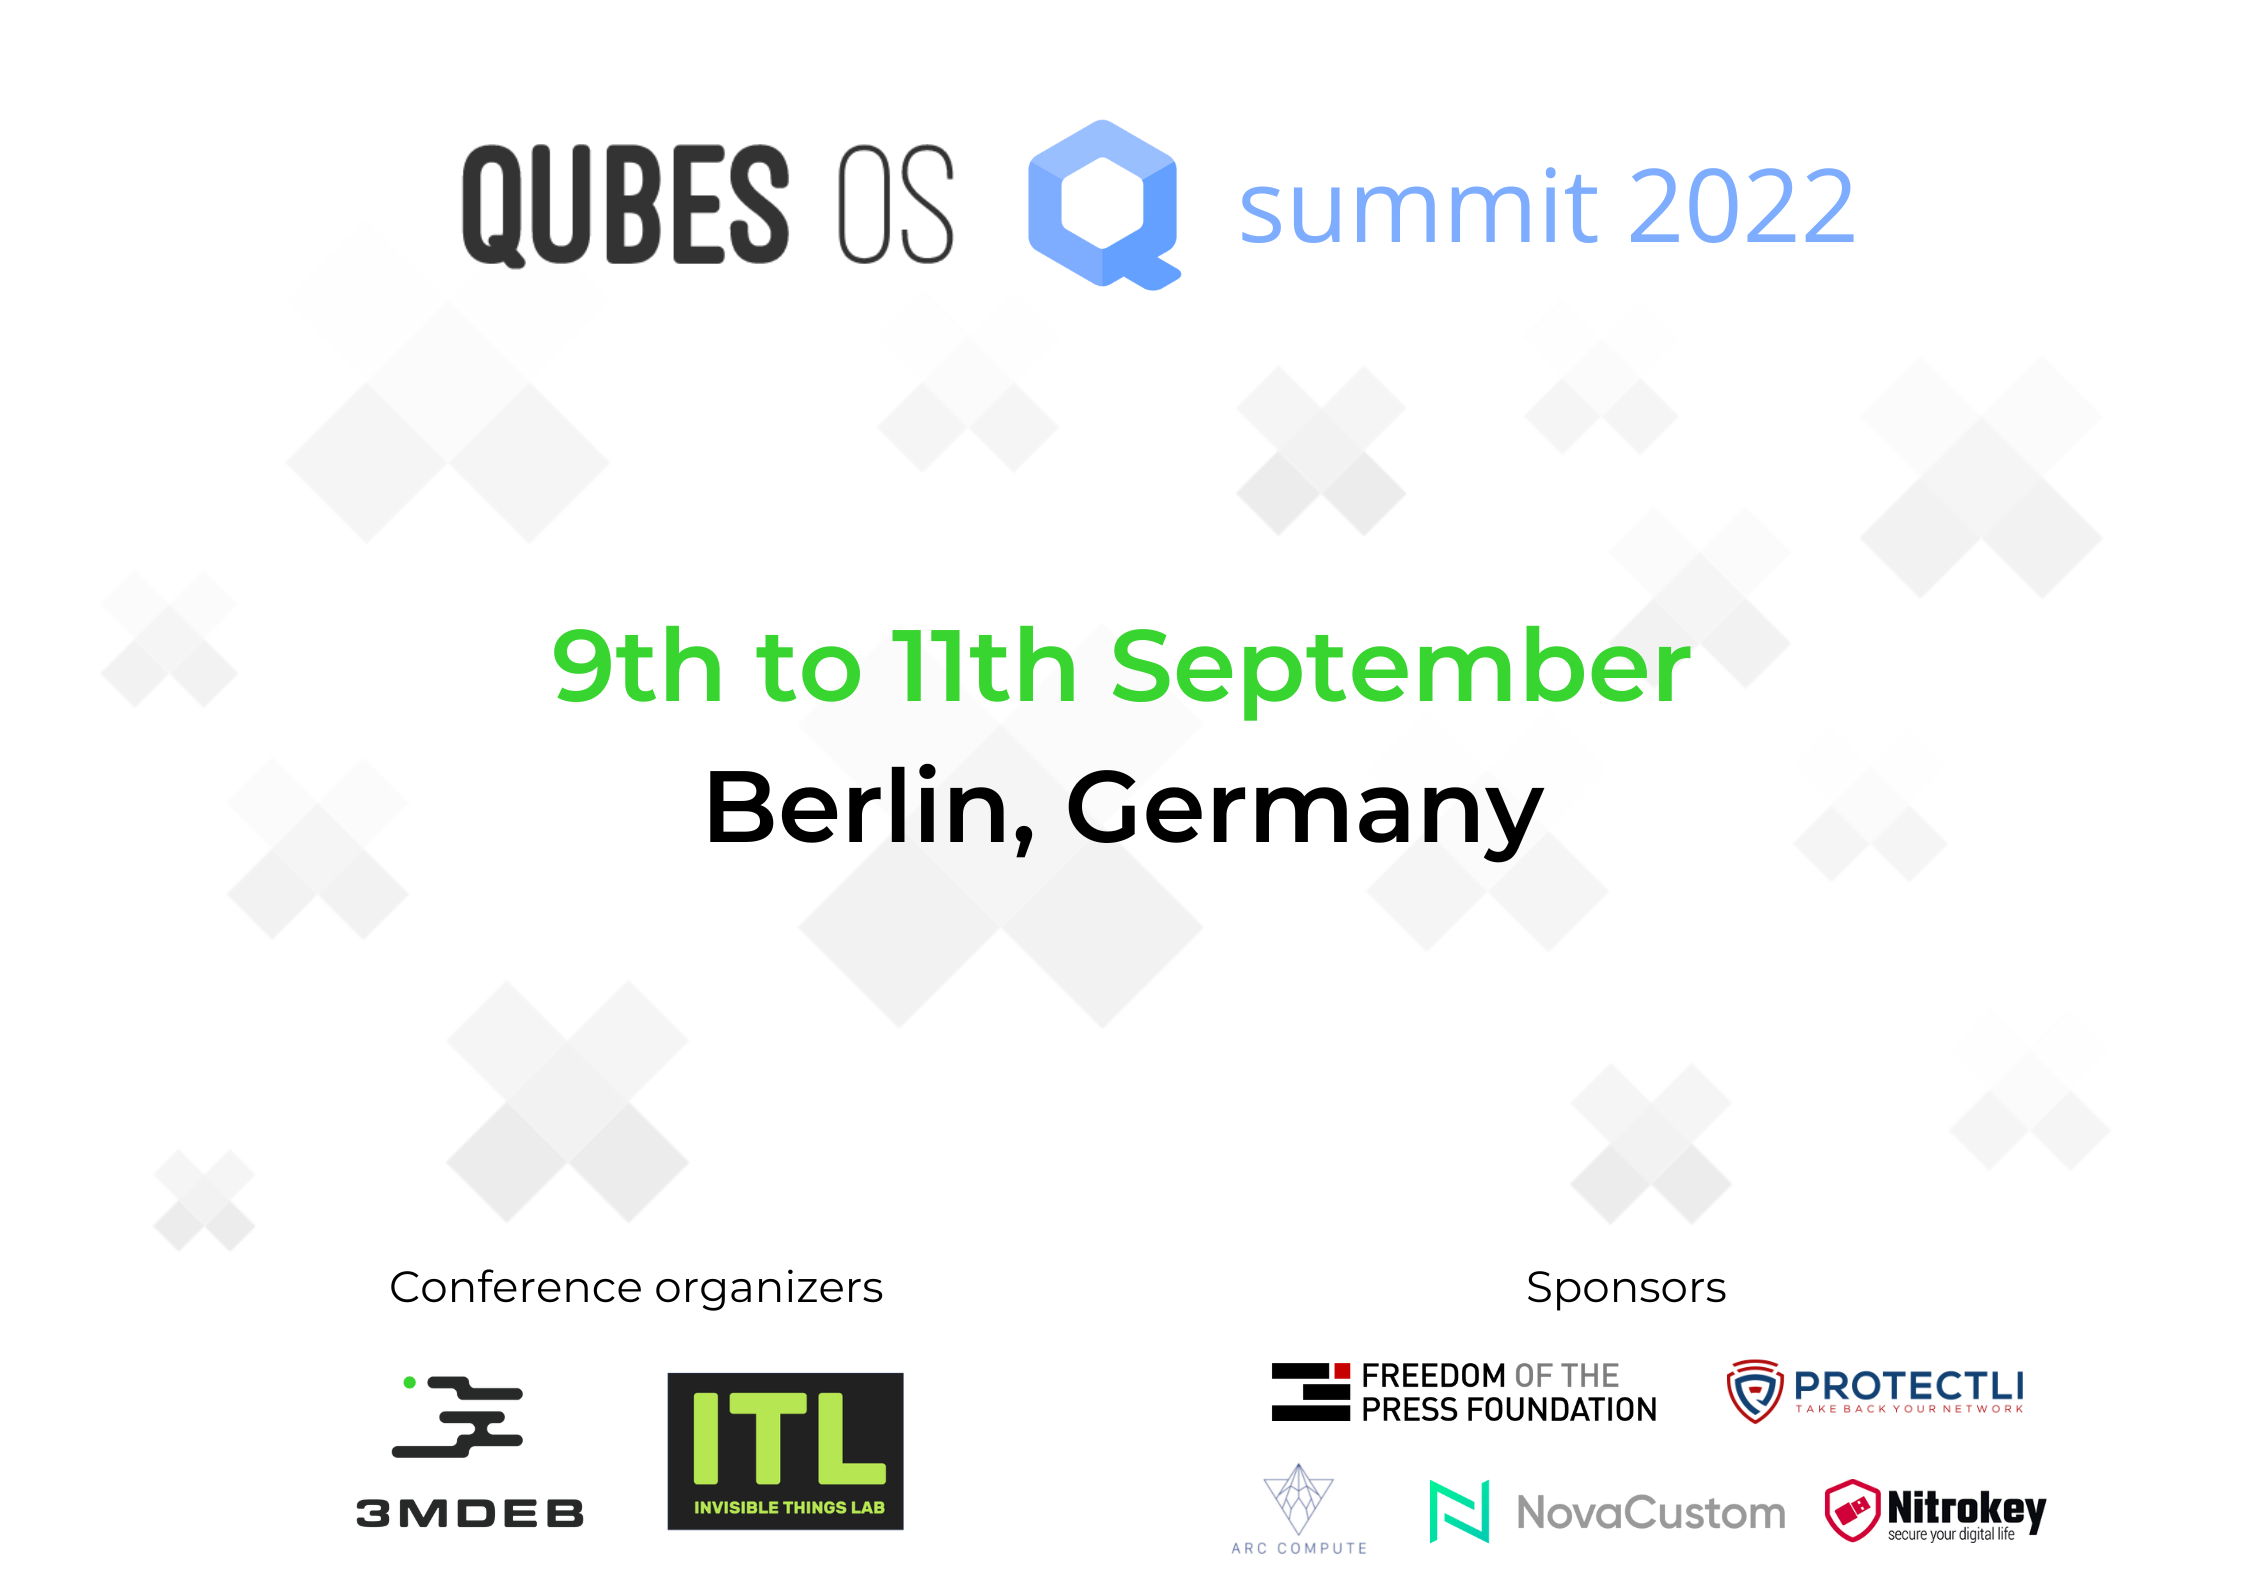 QUBES OS summit 2022
9th to 11th September
Berlin, Germany
Conference organizers
3MDEB
ITL
INVISIBLE THINGS LAB
Sponsors
FREEDOM OF THE
PRESS FOUNDATION
PROTECTLI
TAKE BACK YOUR NETWORK
ARC COMPUTE
NovaCustom
Nitrokey
secure your digital life